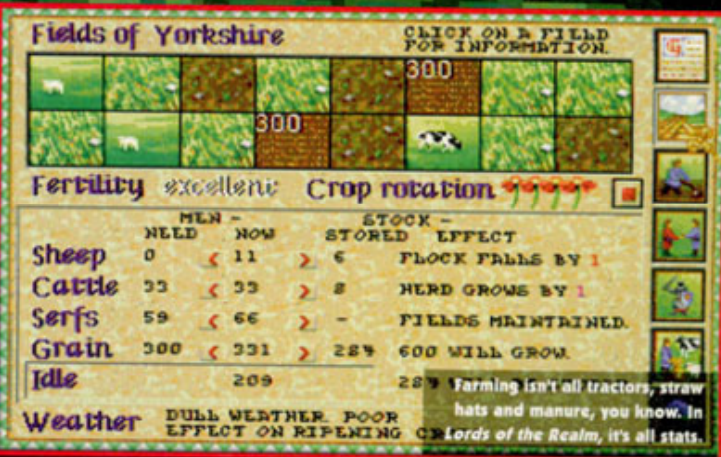 Fields of Yorkshire
CLICK ON A FIELD
FOR INFORMATION.
300
300
Fertility excellent Crop rotation
MEN - STOCK -
NEED NOW STORED EFFECT
Sheep 0 < 11 > 6 FLOCK FALLS BY 1
Cattle 33 < 33 > 8 HERD GROWS BY 1
Serfs 59 < 66 > - FIELDS MAINTAINED.
Grain 300 < 331 > 289 600 WILL GROW.
Idle 209 289
Weather DULL WEATHER. POOR
EFFECT ON RIPENING
Farming isn't all tractors, straw
hats and manure, you know. In
Lords of the Realm, it's all stats.